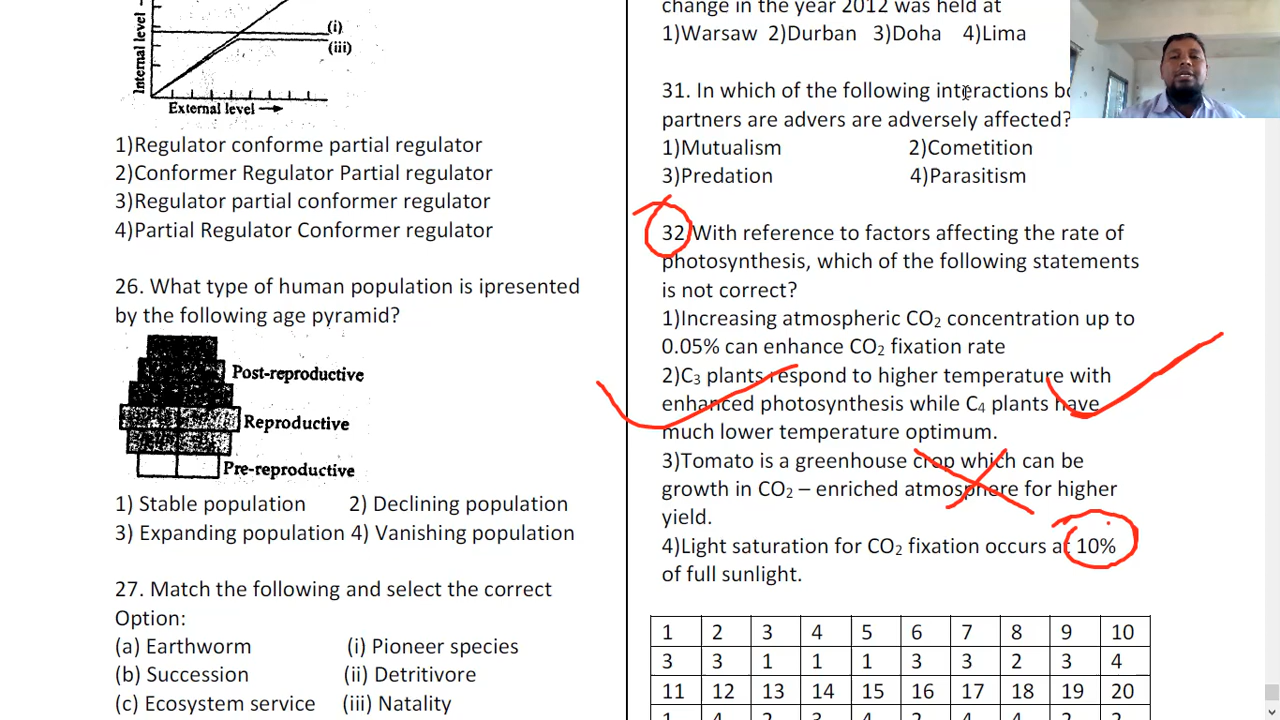 Internal level
(i)
(iii)
External level
1)Regulator conforme partial regulator
2)Conformer Regulator Partial regulator
3)Regulator partial conformer regulator
4)Partial Regulator Conformer regulator
26. What type of human population is ipresented
by the following age pyramid?
Post-reproductive
Reproductive
Pre-reproductive
1) Stable population 2) Declining population
3) Expanding population 4) Vanishing population
27. Match the following and select the correct
Option:
(a) Earthworm (i) Pioneer species
(b) Succession (ii) Detritivore
(c) Ecosystem service (iii) Natality
change in the year 2012 was held at
1)Warsaw 2)Durban 3)Doha 4)Lima
31. In which of the following interactions
partners are advers are adversely affected?
1)Mutualism 2)Cometition
3)Predation 4)Parasitism
32 With reference to factors affecting the rate of
photosynthesis, which of the following statements
is not correct?
1)Increasing atmospheric CO₂ concentration up to
0.05% can enhance CO₂ fixation rate
2)C₃ plants respond to higher temperature with
enhanced photosynthesis while C₄ plants have
much lower temperature optimum.
3)Tomato is a greenhouse crop which can be
growth in CO₂ – enriched atmosphere for higher
yield.
4)Light saturation for CO₂ fixation occurs at 10%
of full sunlight.
1 2 3 4 5 6 7 8 9 10
3 3 1 1 1 3 3 2 3 4
11 12 13 14 15 16 17 18 19 20